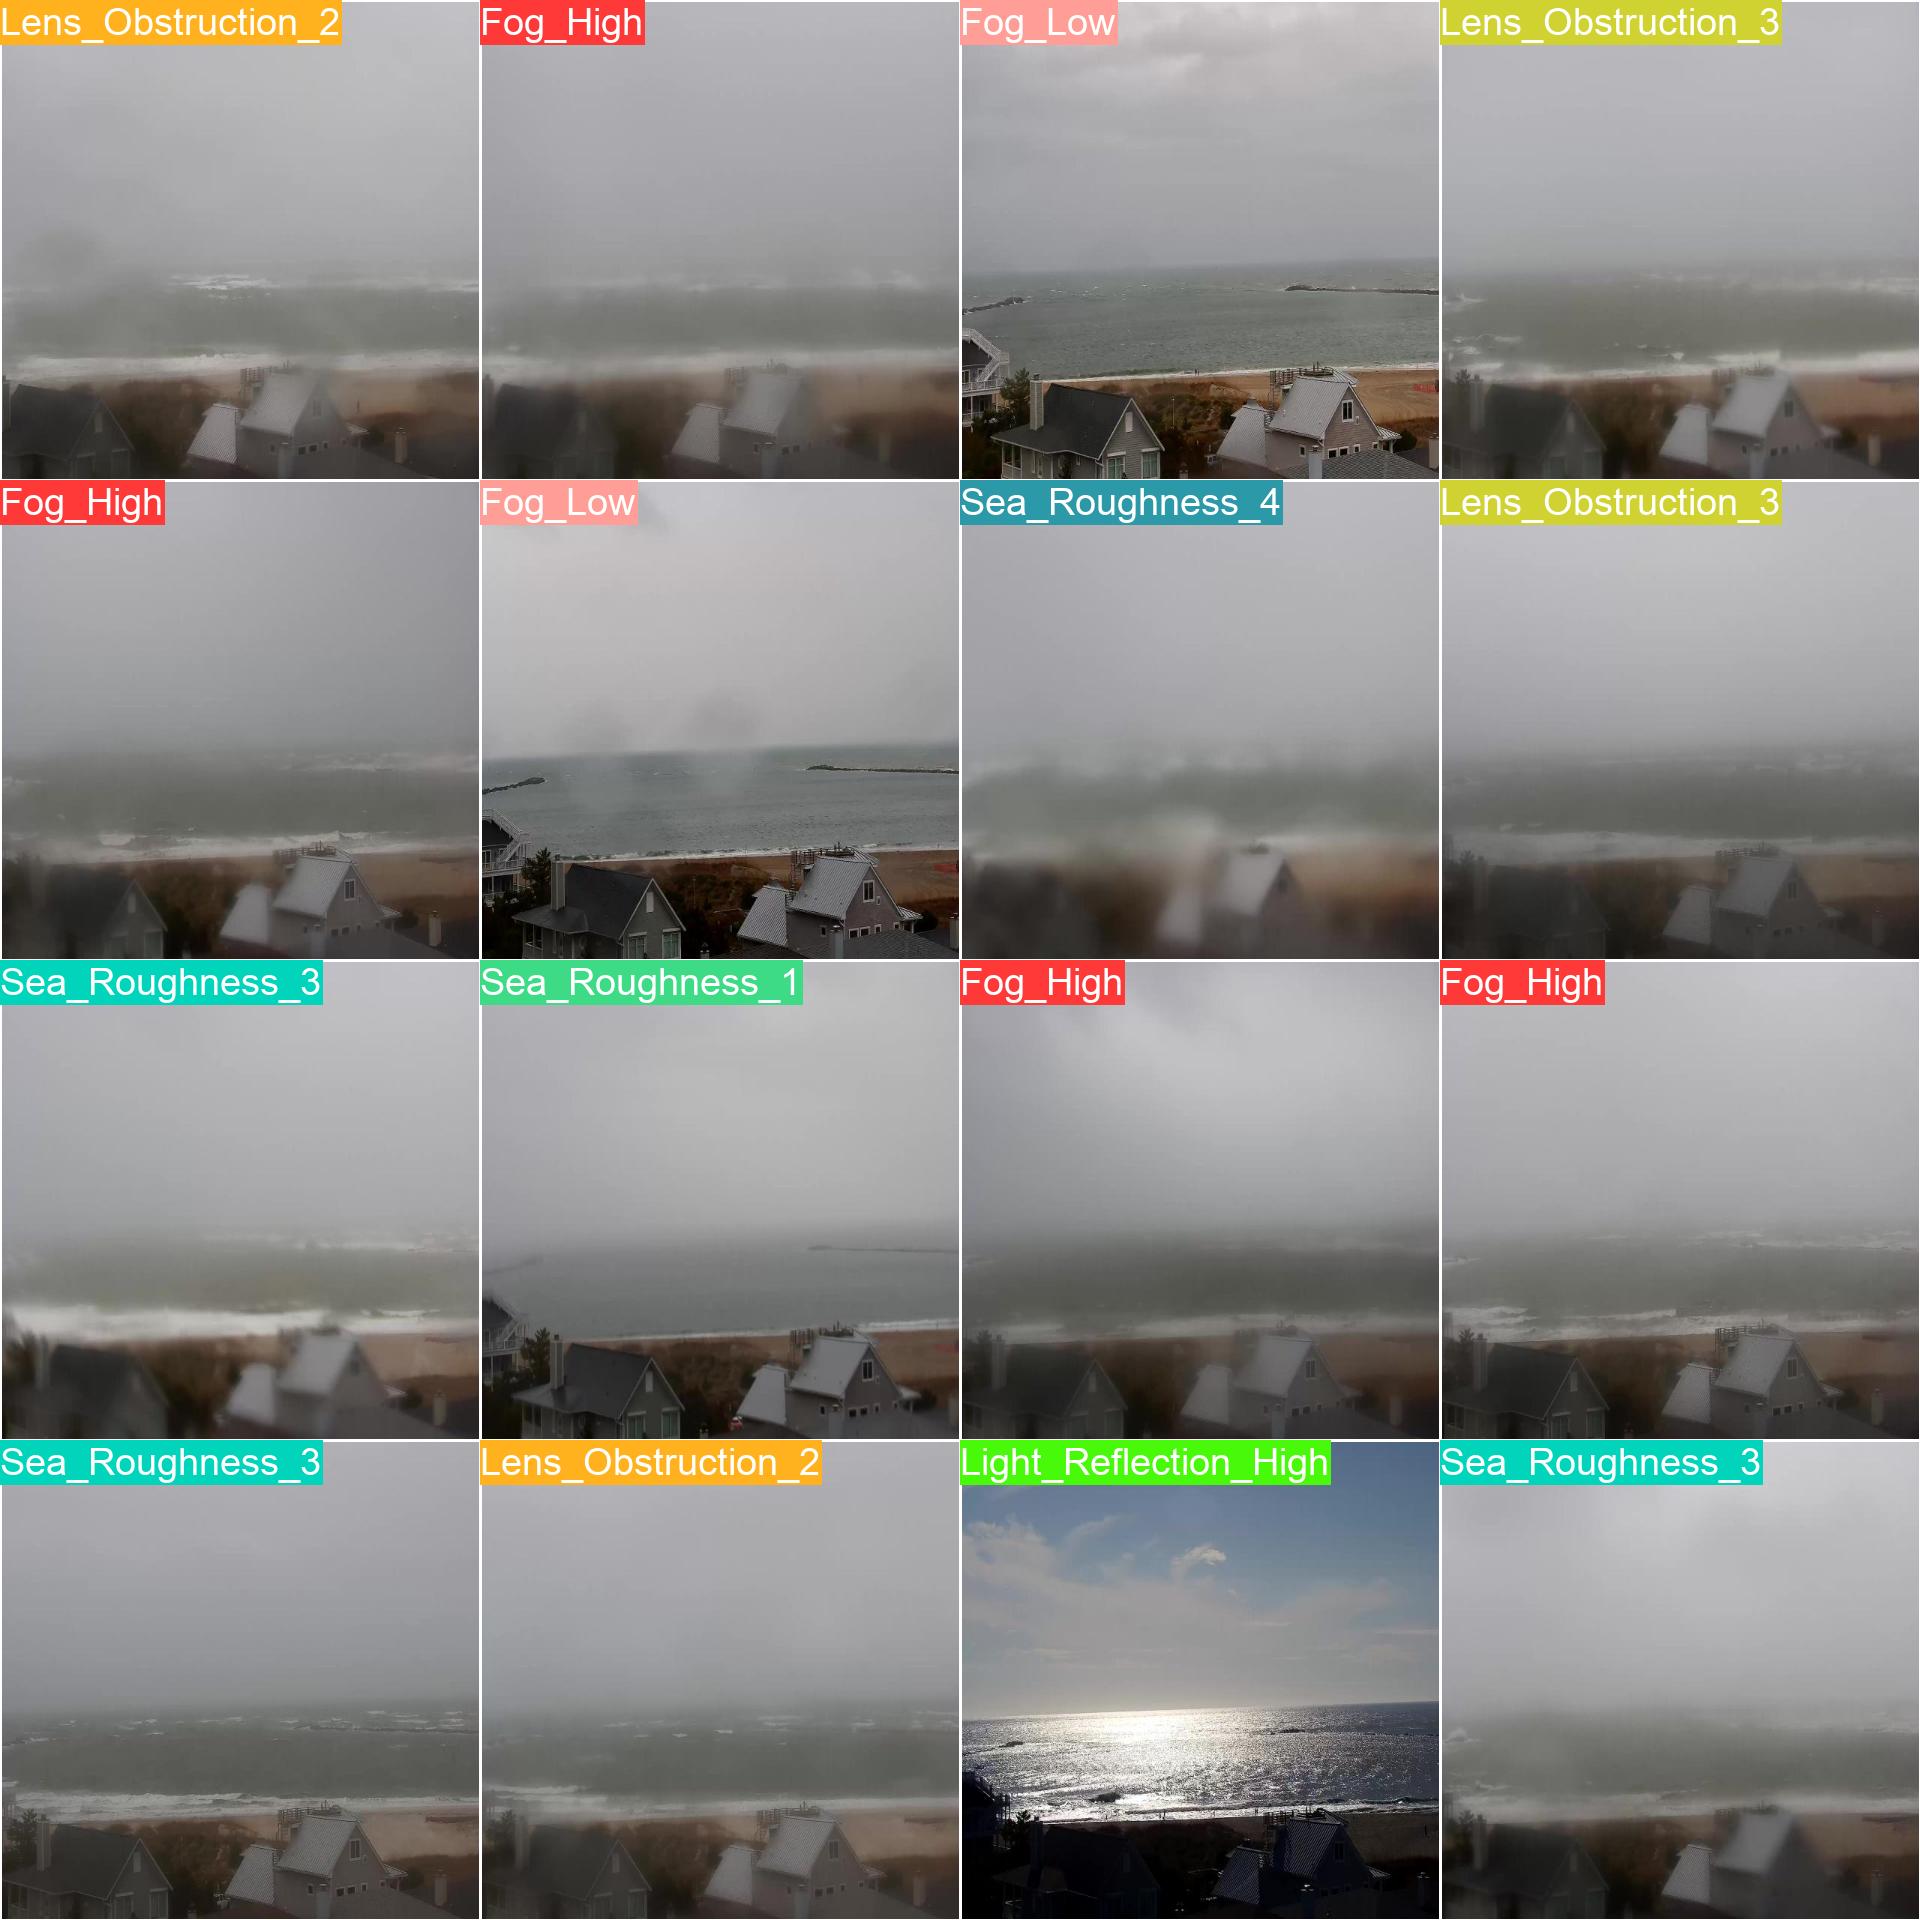 Lens_Obstruction_2
Fog_High
Fog_Low
Lens_Obstruction_3
Fog_High
Fog_Low
Sea_Roughness_4
Lens_Obstruction_3
Sea_Roughness_3
Sea_Roughness_1
Fog_High
Fog_High
Sea_Roughness_3
Lens_Obstruction_2
Light_Reflection_High
Sea_Roughness_3